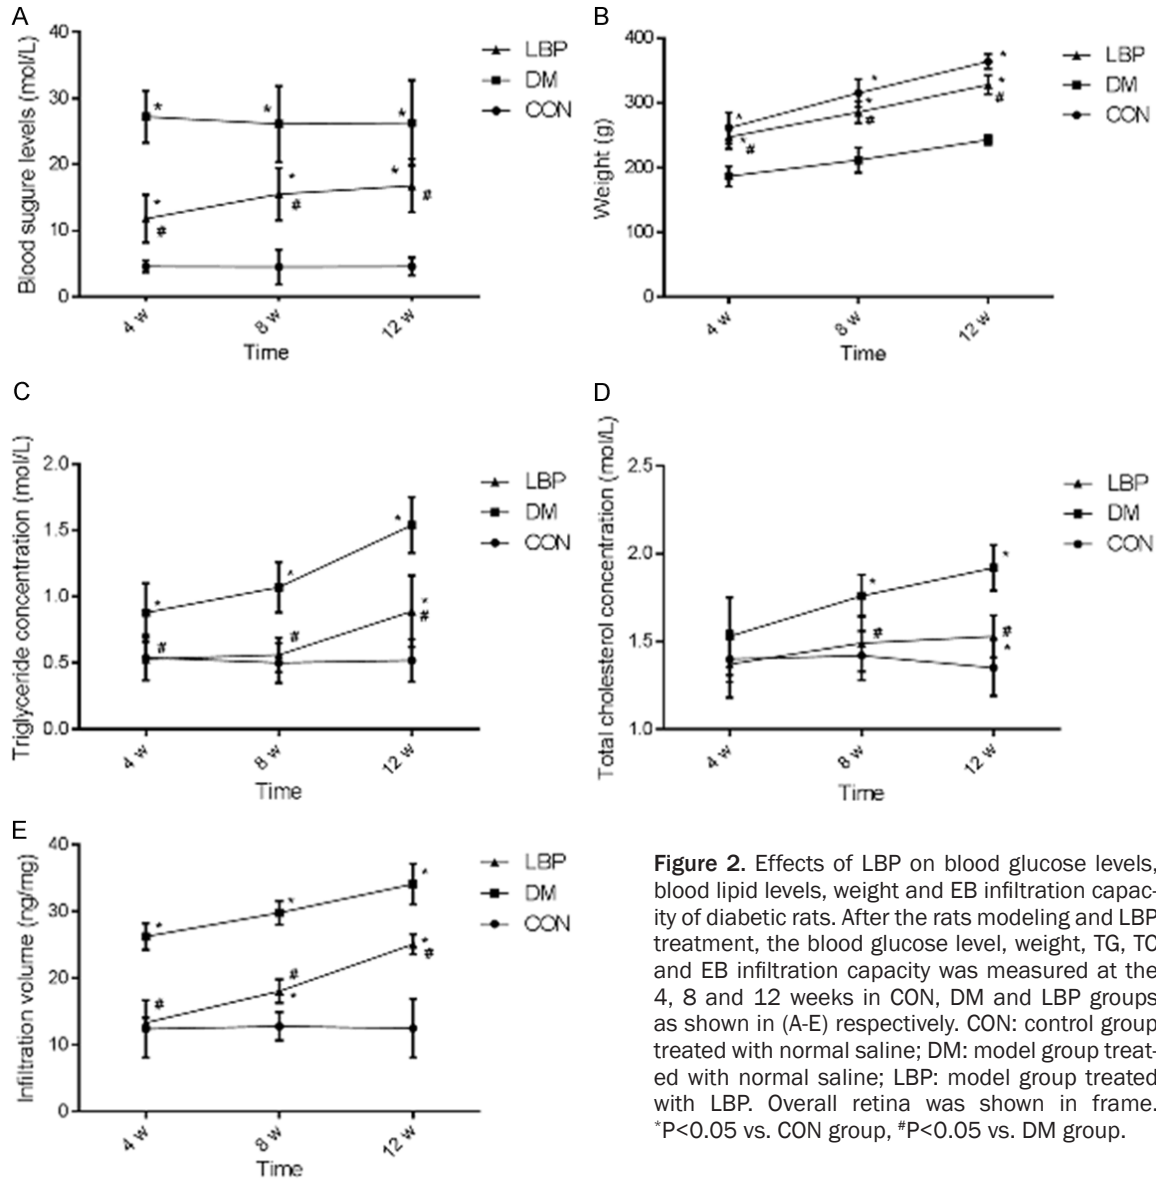 A
Blood sugure levels (mol/L)
40
30
20
10
0
4 w
8 w
12 w
Time
LBP
DM
CON
*
*
*
*
#
*
#
*
#
B
Weight (g)
400
300
200
100
0
4 w
8 w
12 w
Time
LBP
DM
CON
*
*
*
*
#
*
#
*
#
C
Triglyceride concentration (mol/L)
2.0
1.5
1.0
0.5
0.0
4 w
8 w
12 w
Time
LBP
DM
CON
*
*
*
#
#
*
#
D
Total cholesterol concentration (mol/L)
2.5
2.0
1.5
1.0
4 w
8 w
12 w
Time
LBP
DM
CON
*
*
#
#
*
E
Infiltration volume (ng/mg)
40
30
20
10
0
4 w
8 w
12 w
Time
LBP
DM
CON
*
*
*
#
#
*
*
#
Figure 2. Effects of LBP on blood glucose levels,
blood lipid levels, weight and EB infiltration capac-
ity of diabetic rats. After the rats modeling and LBP
treatment, the blood glucose level, weight, TG, TC
and EB infiltration capacity was measured at the
4, 8 and 12 weeks in CON, DM and LBP groups
as shown in (A-E) respectively. CON: control group
treated with normal saline; DM: model group treat-
ed with normal saline; LBP: model group treated
with LBP. Overall retina was shown in frame.
*P<0.05 vs. CON group, #P<0.05 vs. DM group.